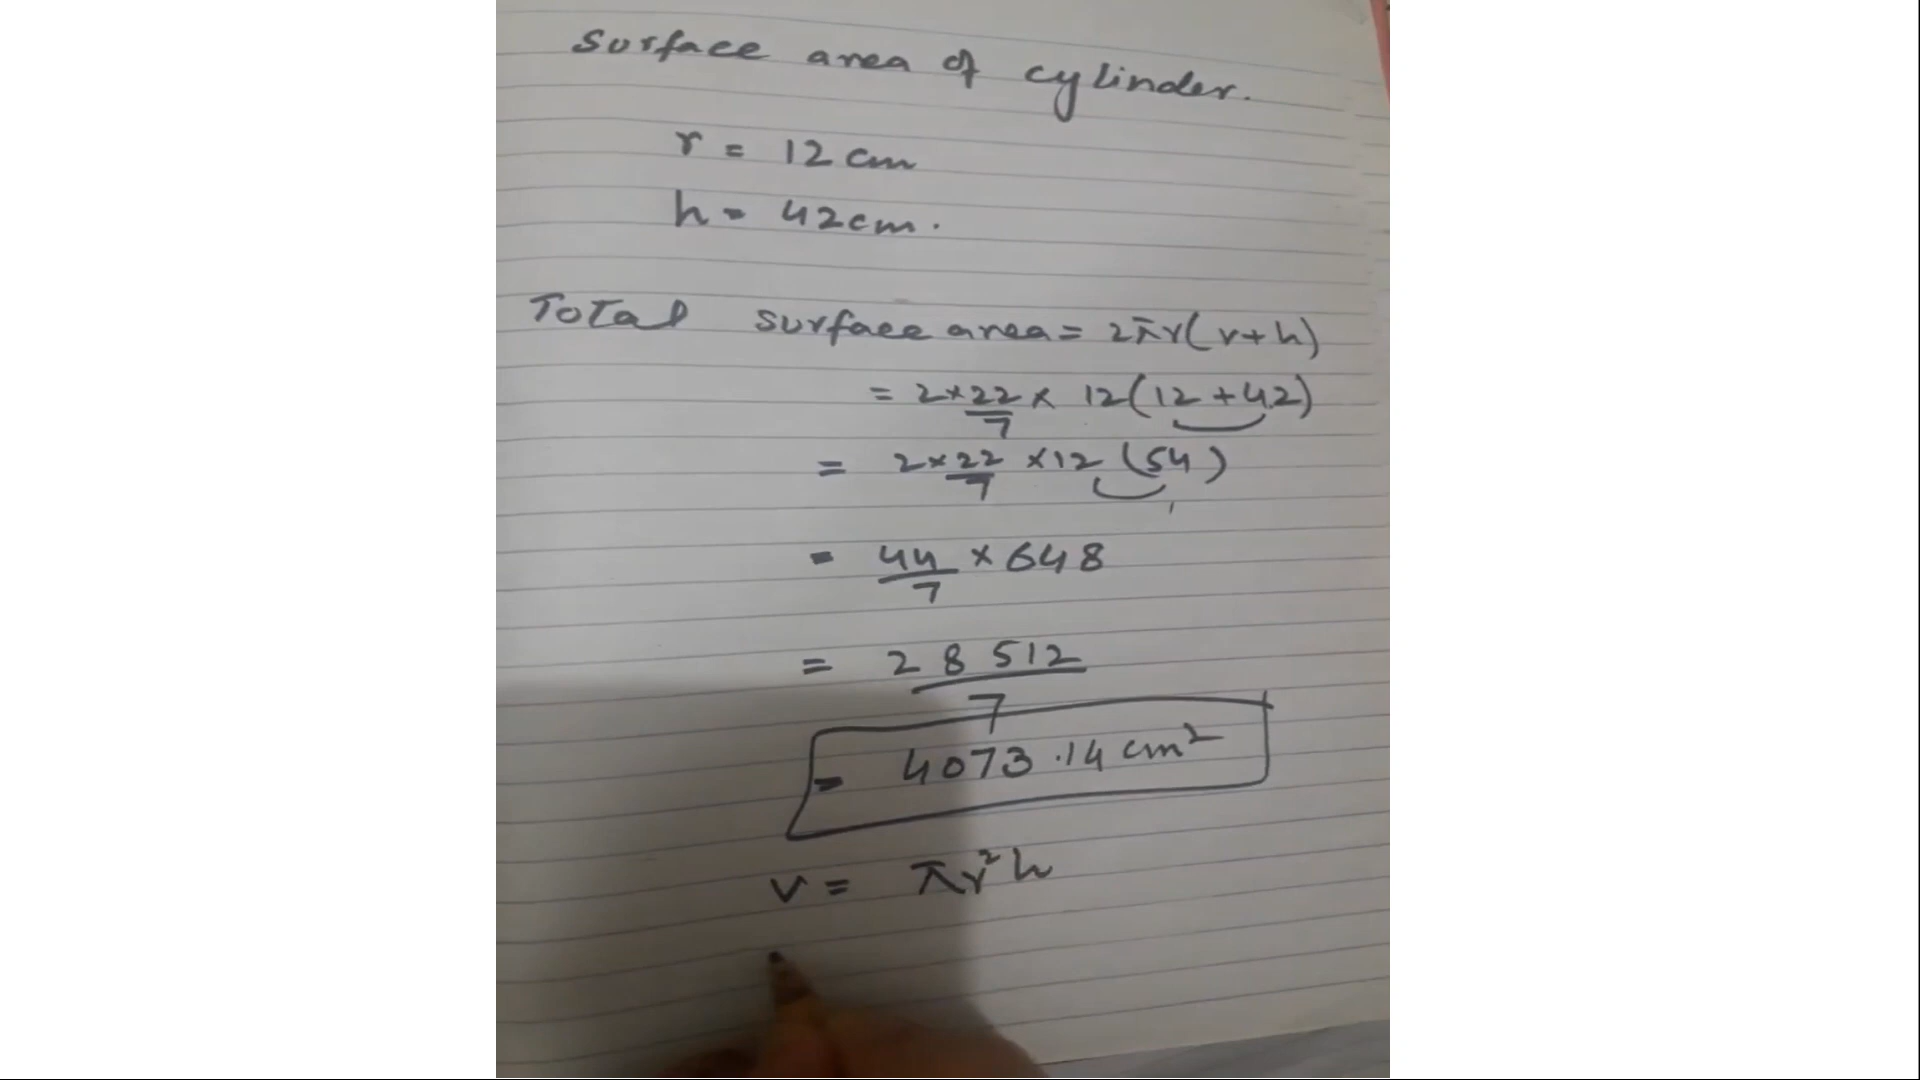 surface area of cylinder.
r = 12 cm
h = 42 cm.
Total surface area = 2πr(r+h)
= 2×22/7 × 12(12+42)
= 2×22/7 ×12 (54)
= 44/7 × 648
= 28512/7
= 4073.14 cm²
v = πr²h